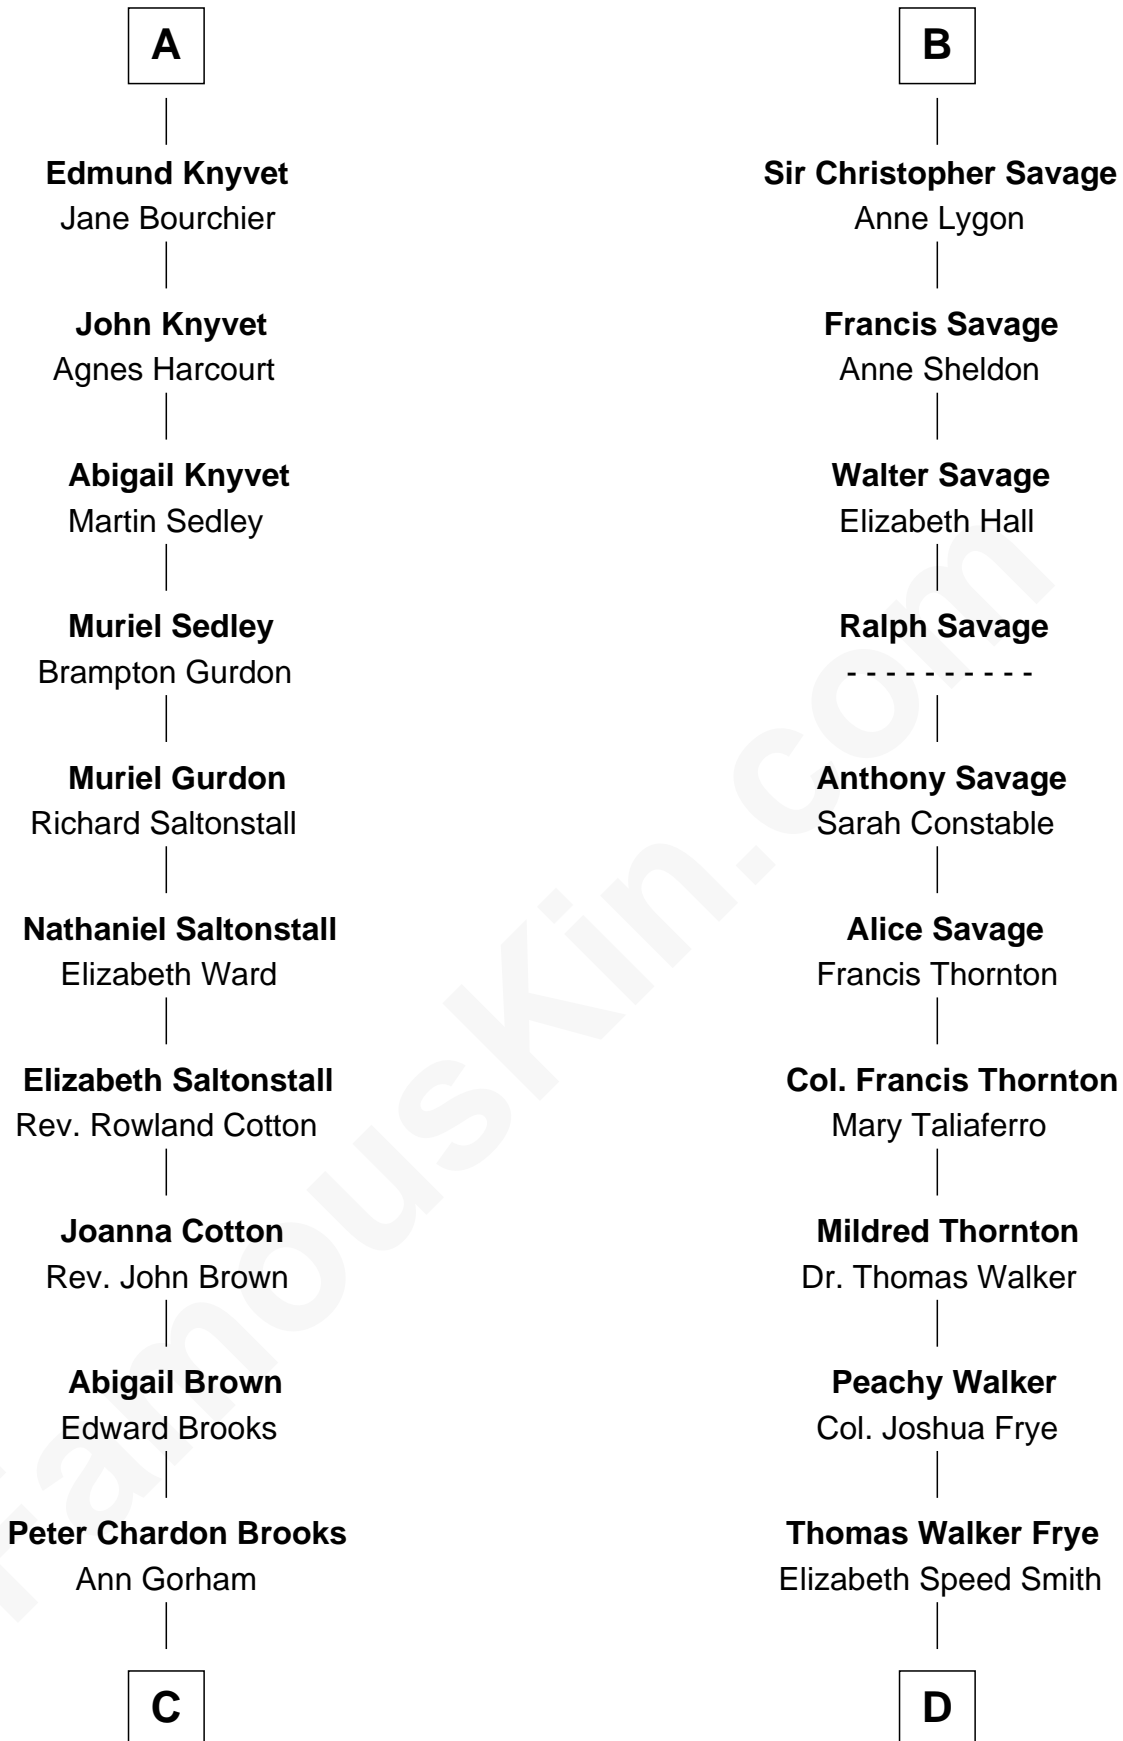 A
Edmund Knyvet
Jane Bourchier
John Knyvet
Agnes Harcourt
Abigail Knyvet
Martin Sedley
Muriel Sedley
Brampton Gurdon
Muriel Gurdon
Richard Saltonstall
Nathaniel Saltonstall
Elizabeth Ward
Elizabeth Saltonstall
Rev. Rowland Cotton
Joanna Cotton
Rev. John Brown
Abigail Brown
Edward Brooks
Peter Chardon Brooks
Ann Gorham
C
B
Sir Christopher Savage
Anne Lygon
Francis Savage
Anne Sheldon
Walter Savage
Elizabeth Hall
Ralph Savage
- - - - - - - - - -
Anthony Savage
Sarah Constable
Alice Savage
Francis Thornton
Col. Francis Thornton
Mary Taliaferro
Mildred Thornton
Dr. Thomas Walker
Peachy Walker
Col. Joshua Frye
Thomas Walker Frye
Elizabeth Speed Smith
D
FamousKin.com